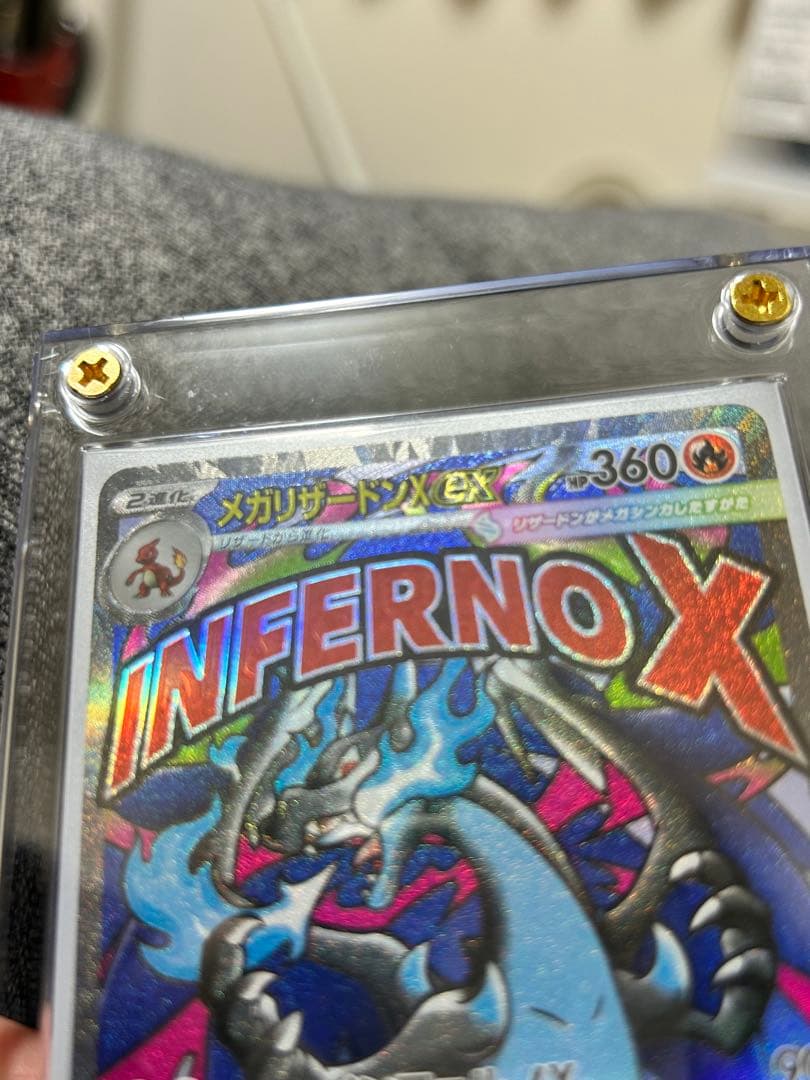 2進化
メガリザードンXex
HP360
リザードから進化
リザードンがメガシンカしたすがた
INFERNO X